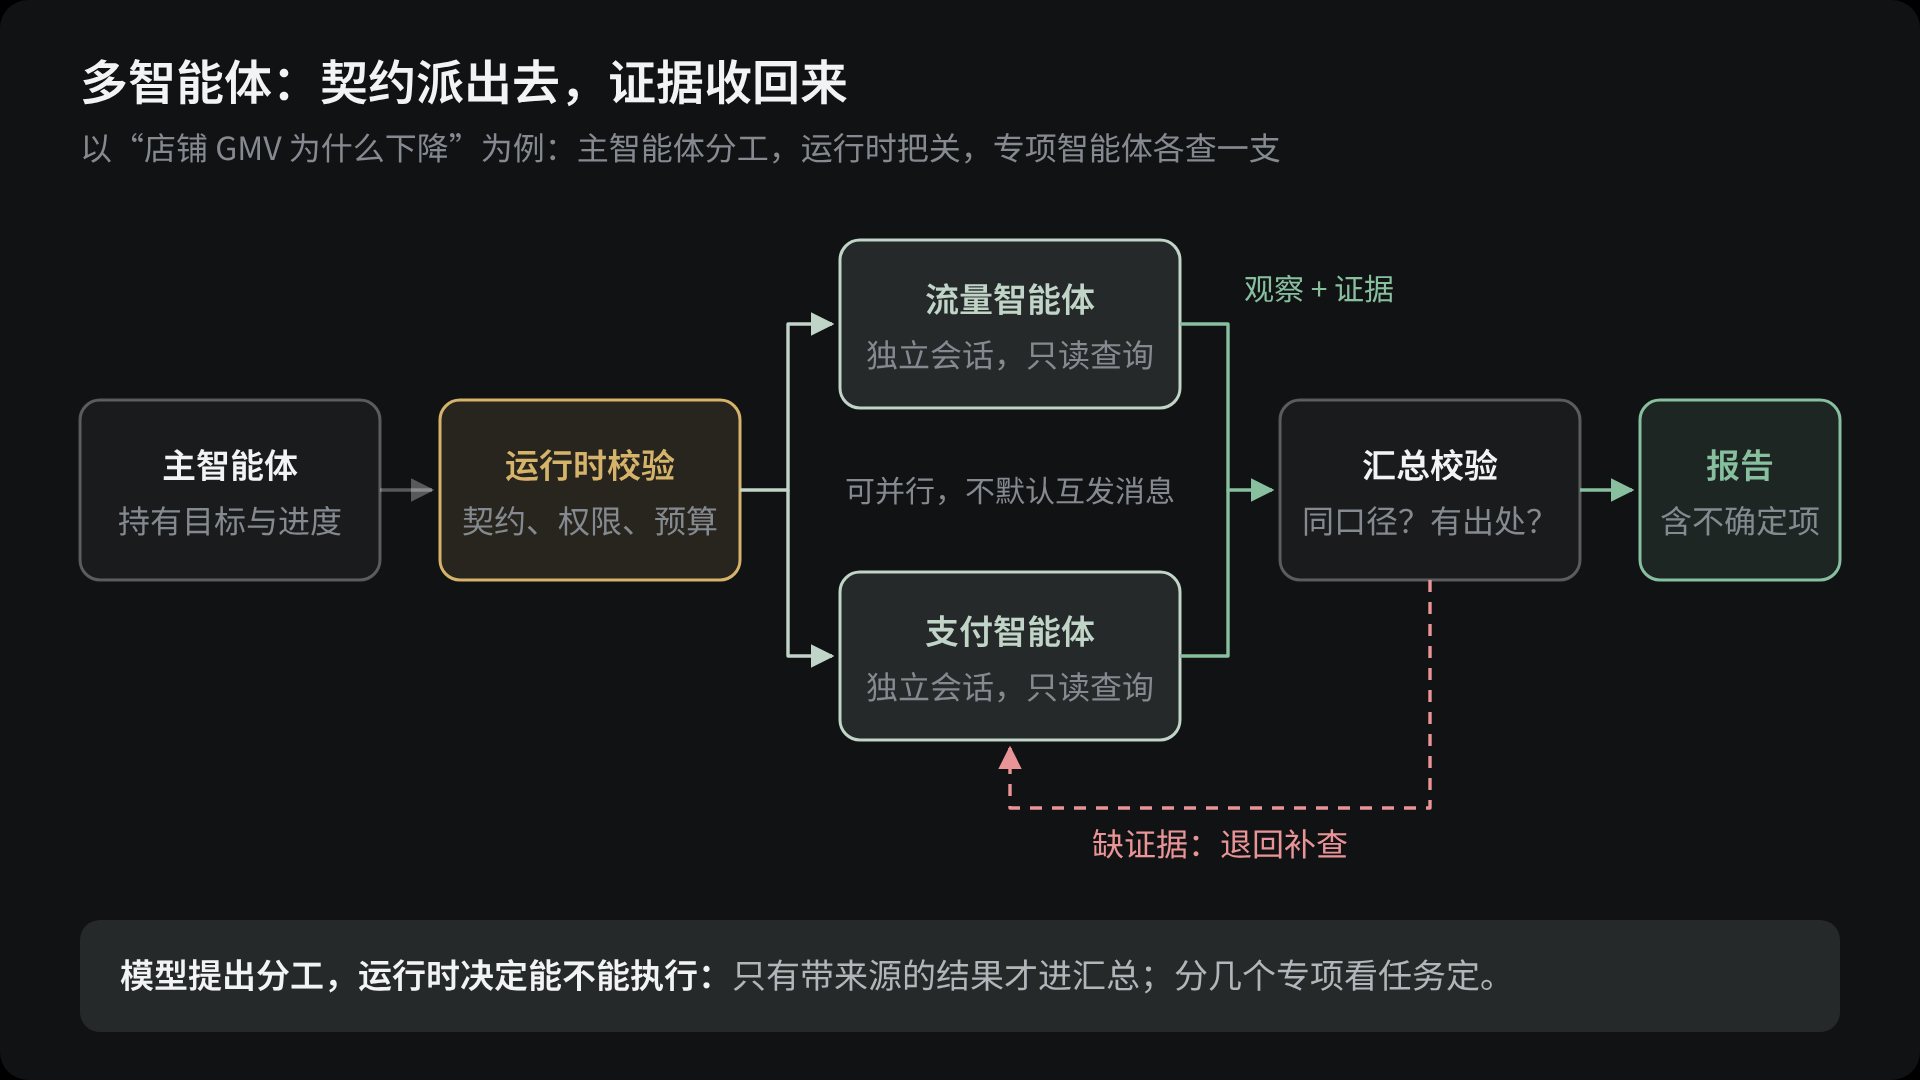 多智能体：契约派出去，证据收回来
以“店铺 GMV 为什么下降”为例：主智能体分工，运行时把关，专项智能体各查一支
主智能体
持有目标与进度
运行时校验
契约、权限、预算
流量智能体
独立会话，只读查询
可并行，不默认互发消息
支付智能体
独立会话，只读查询
观察 + 证据
汇总校验
同口径？有出处？
报告
含不确定项
缺证据：退回补查
模型提出分工，运行时决定能不能执行：只有带来源的结果才进汇总；分几个专项看任务定。